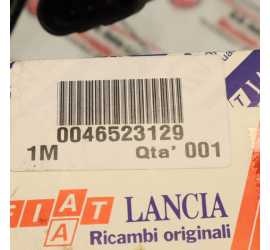 0046523129
1M Qta' 001
FIAT LANCIA
Ricambi originali